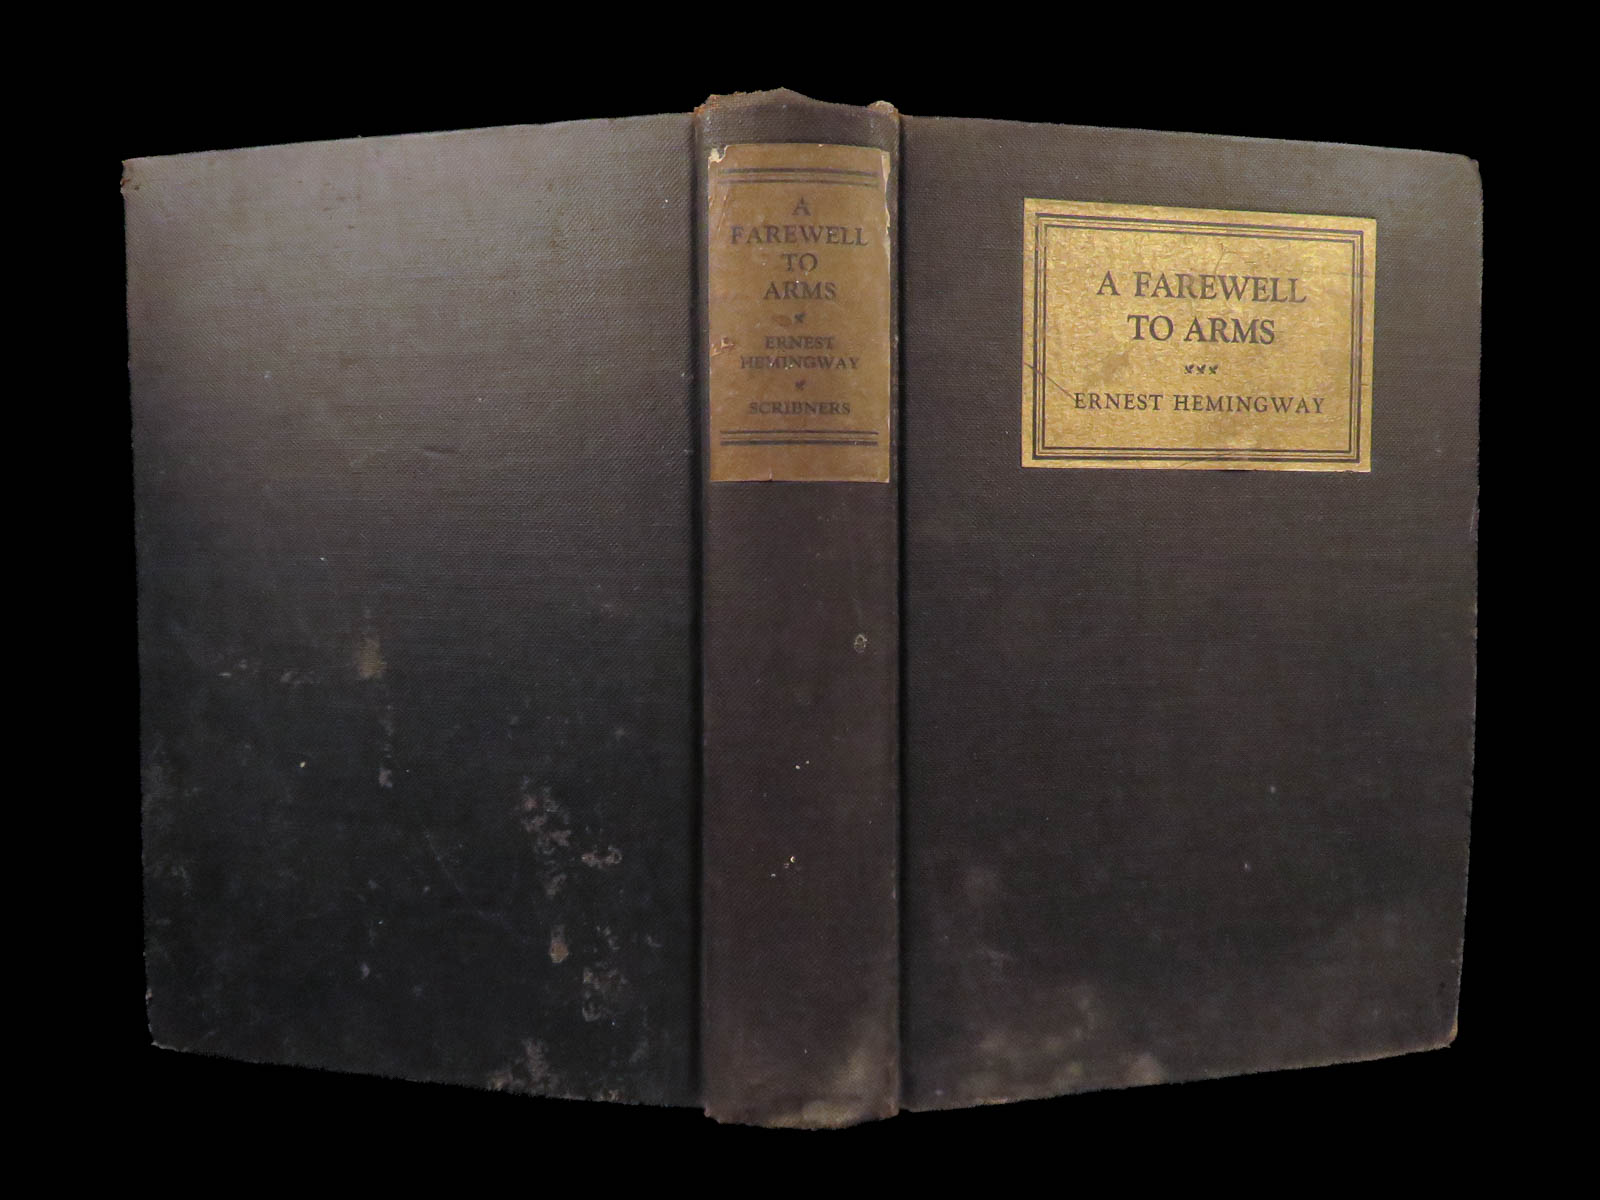 A
FAREWELL
TO
ARMS
ERNEST
HEMINGWAY
SCRIBNERS
A FAREWELL
TO ARMS
ERNEST HEMINGWAY